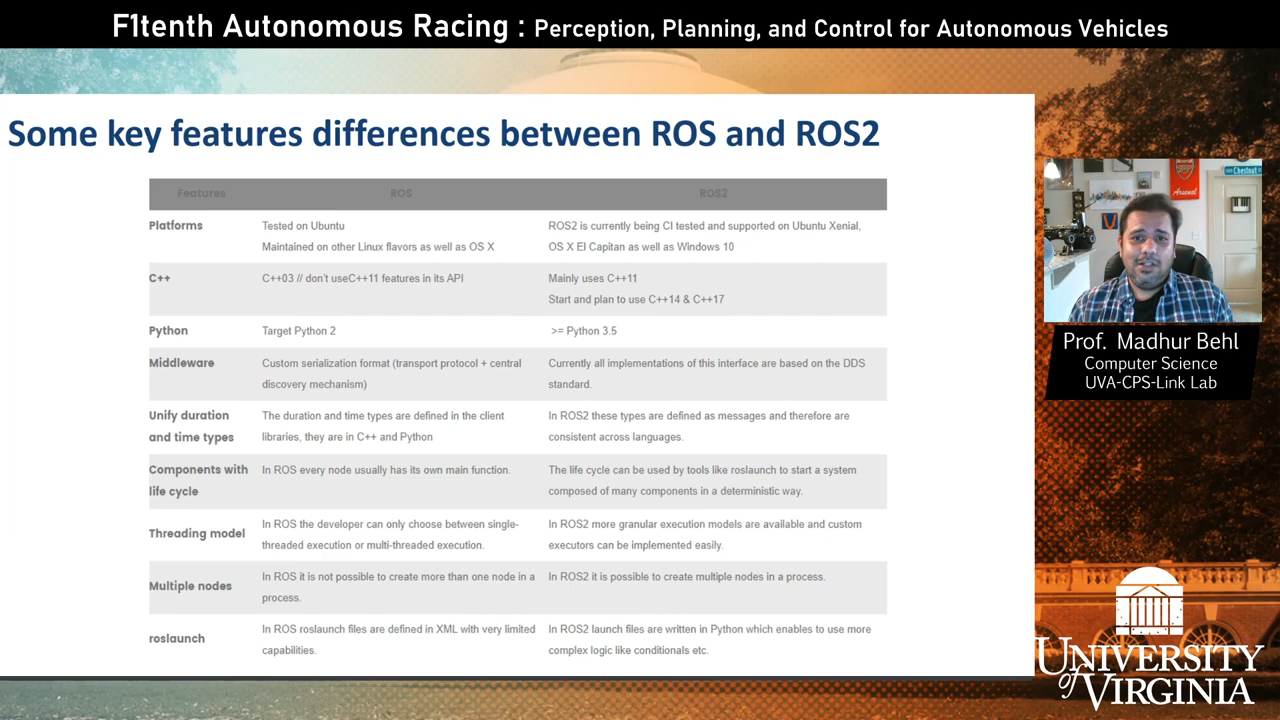 F1tenth Autonomous Racing : Perception, Planning, and Control for Autonomous Vehicles
Some key features differences between ROS and ROS2
Features ROS ROS2
Platforms Tested on Ubuntu ROS2 is currently being CI tested and supported on Ubuntu Xenial,
Maintained on other Linux flavors as well as OS X OS X El Capitan as well as Windows 10
C++ C++03 // don't useC++11 features in its API Mainly uses C++11
Start and plan to use C++14 & C++17
Python Target Python 2 >= Python 3.5
Middleware Custom serialization format (transport protocol + central Currently all implementations of this interface are based on the DDS
discovery mechanism) standard.
Unify duration The duration and time types are defined in the client In ROS2 these types are defined as messages and therefore are
and time types libraries, they are in C++ and Python consistent across languages.
Components with In ROS every node usually has its own main function. The life cycle can be used by tools like roslaunch to start a system
life cycle composed of many components in a deterministic way.
Threading model In ROS the developer can only choose between single- In ROS2 more granular execution models are available and custom
threaded execution or multi-threaded execution. executors can be implemented easily.
Multiple nodes In ROS it is not possible to create more than one node in a In ROS2 it is possible to create multiple nodes in a process.
process.
roslaunch In ROS roslaunch files are defined in XML with very limited In ROS2 launch files are written in Python which enables to use more
capabilities. complex logic like conditionals etc.
Arsenal
Chestnut
Prof. Madhur Behl
Computer Science
UVA-CPS-Link Lab
UNIVERSITY
of VIRGINIA